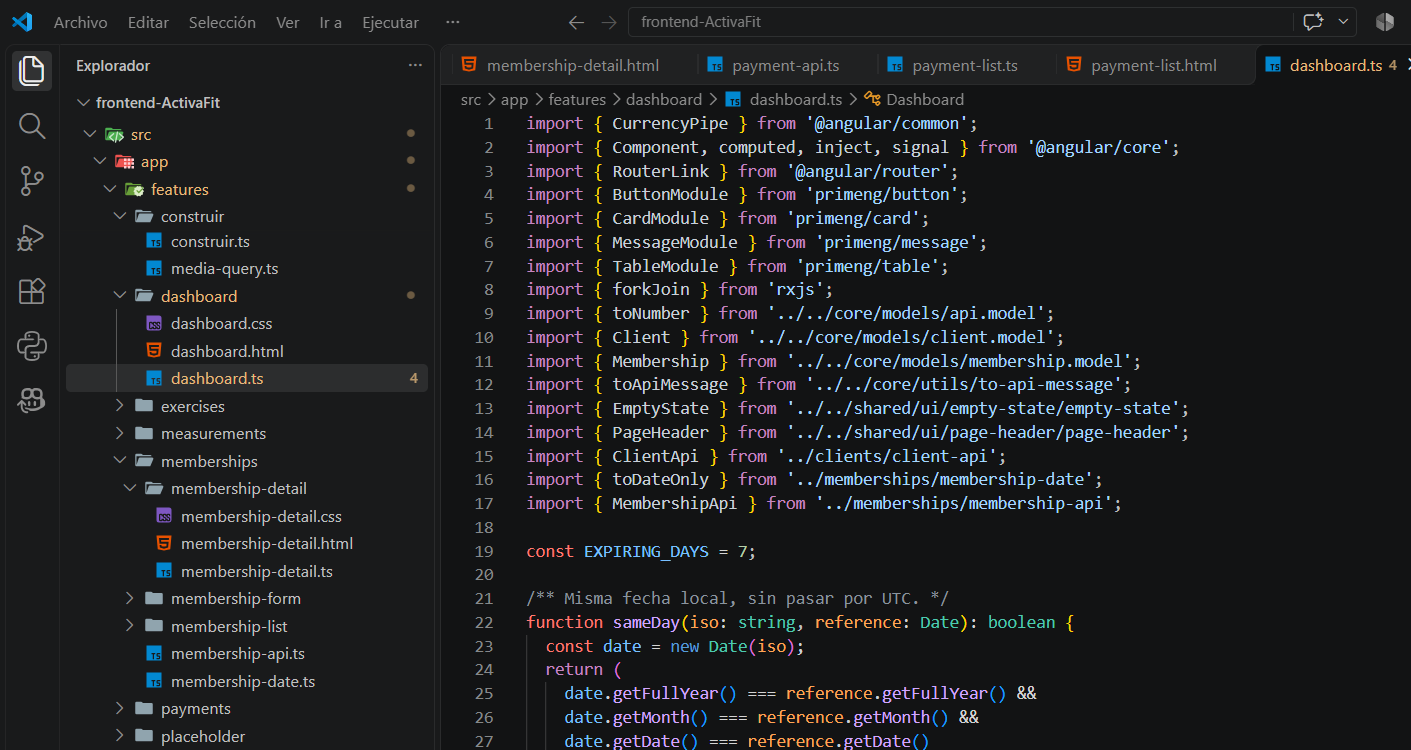 Archivo Editar Selección Ver Ir a Ejecutar ··· frontend-ActivaFit
Explorador ···
frontend-ActivaFit
src
app
features
construir
construir.ts
media-query.ts
dashboard
dashboard.css
dashboard.html
dashboard.ts 4
exercises
measurements
memberships
membership-detail
membership-detail.css
membership-detail.html
membership-detail.ts
membership-form
membership-list
membership-api.ts
membership-date.ts
payments
placeholder
membership-detail.html payment-api.ts payment-list.ts payment-list.html dashboard.ts 4
src > app > features > dashboard > dashboard.ts > Dashboard
1 import { CurrencyPipe } from '@angular/common';
2 import { Component, computed, inject, signal } from '@angular/core';
3 import { RouterLink } from '@angular/router';
4 import { ButtonModule } from 'primeng/button';
5 import { CardModule } from 'primeng/card';
6 import { MessageModule } from 'primeng/message';
7 import { TableModule } from 'primeng/table';
8 import { forkJoin } from 'rxjs';
9 import { toNumber } from '../../core/models/api.model';
10 import { Client } from '../../core/models/client.model';
11 import { Membership } from '../../core/models/membership.model';
12 import { toApiMessage } from '../../core/utils/to-api-message';
13 import { EmptyState } from '../../shared/ui/empty-state/empty-state';
14 import { PageHeader } from '../../shared/ui/page-header/page-header';
15 import { ClientApi } from '../clients/client-api';
16 import { toDateOnly } from '../memberships/membership-date';
17 import { MembershipApi } from '../memberships/membership-api';
18
19 const EXPIRING_DAYS = 7;
20
21 /** Misma fecha local, sin pasar por UTC. */
22 function sameDay(iso: string, reference: Date): boolean {
23 const date = new Date(iso);
24 return (
25 date.getFullYear() === reference.getFullYear() &&
26 date.getMonth() === reference.getMonth() &&
27 date.getDate() === reference.getDate()